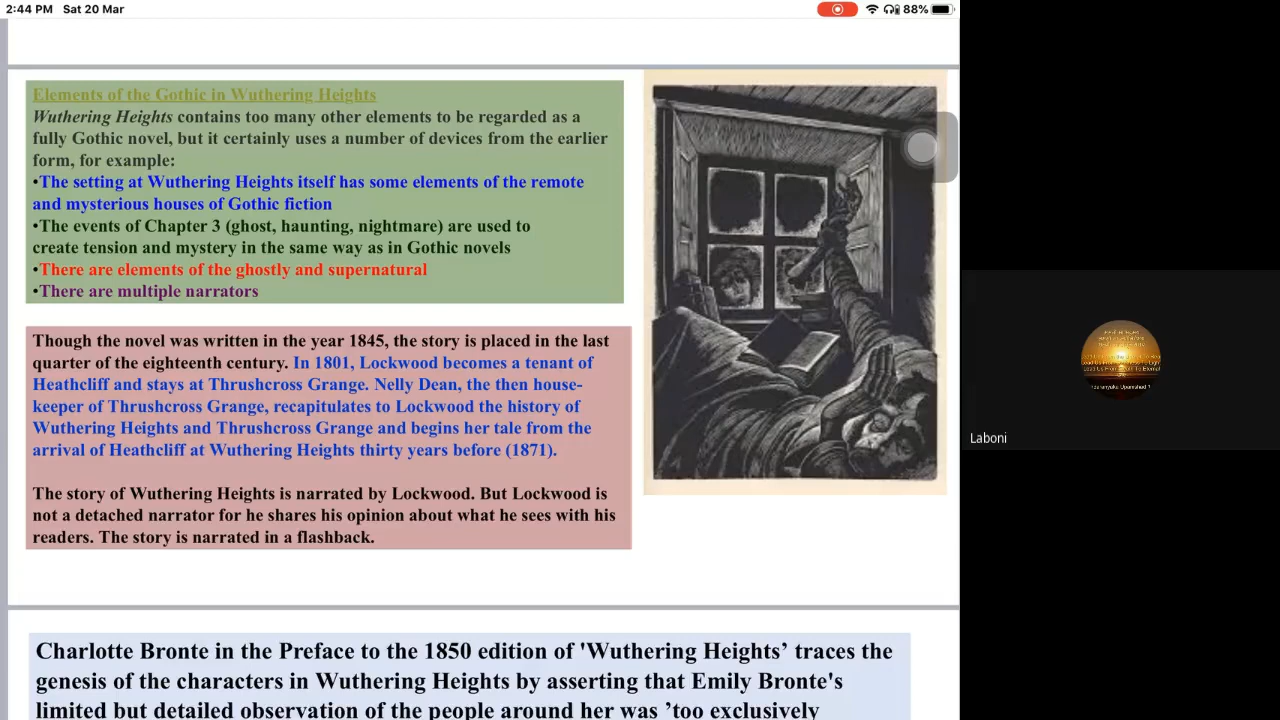 2:44 PM Sat 20 Mar
88%
Elements of the Gothic in Wuthering Heights
Wuthering Heights contains too many other elements to be regarded as a
fully Gothic novel, but it certainly uses a number of devices from the earlier
form, for example:
•The setting at Wuthering Heights itself has some elements of the remote
and mysterious houses of Gothic fiction
•The events of Chapter 3 (ghost, haunting, nightmare) are used to
create tension and mystery in the same way as in Gothic novels
•There are elements of the ghostly and supernatural
•There are multiple narrators
Though the novel was written in the year 1845, the story is placed in the last
quarter of the eighteenth century. In 1801, Lockwood becomes a tenant of
Heathcliff and stays at Thrushcross Grange. Nelly Dean, the then house-
keeper of Thrushcross Grange, recapitulates to Lockwood the history of
Wuthering Heights and Thrushcross Grange and begins her tale from the
arrival of Heathcliff at Wuthering Heights thirty years before (1871).
The story of Wuthering Heights is narrated by Lockwood. But Lockwood is
not a detached narrator for he shares his opinion about what he sees with his
readers. The story is narrated in a flashback.
Charlotte Bronte in the Preface to the 1850 edition of 'Wuthering Heights’ traces the
genesis of the characters in Wuthering Heights by asserting that Emily Bronte's
limited but detailed observation of the people around her was ’too exclusively
Laboni